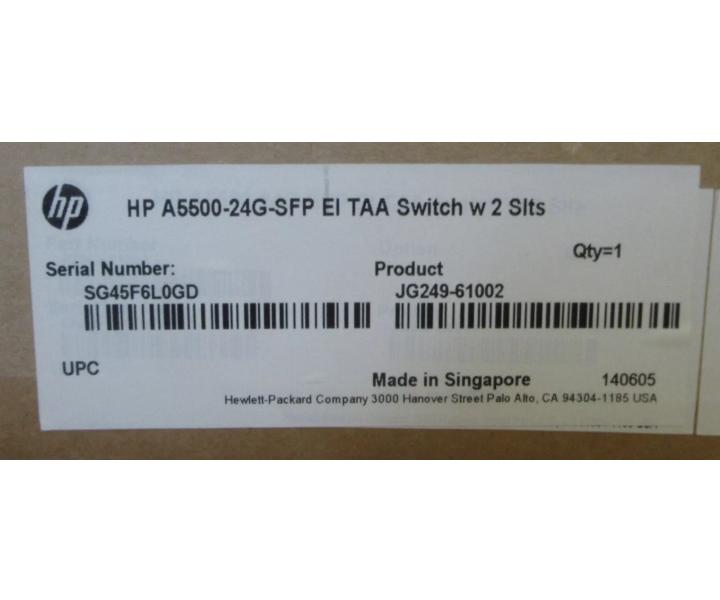 hp
HP A5500-24G-SFP EI TAA Switch w 2 Slts
Qty=1
Serial Number:
SG45F6L0GD
Product
JG249-61002
UPC
Made in Singapore 140605
Hewlett-Packard Company 3000 Hanover Street Palo Alto, CA 94304-1185 USA